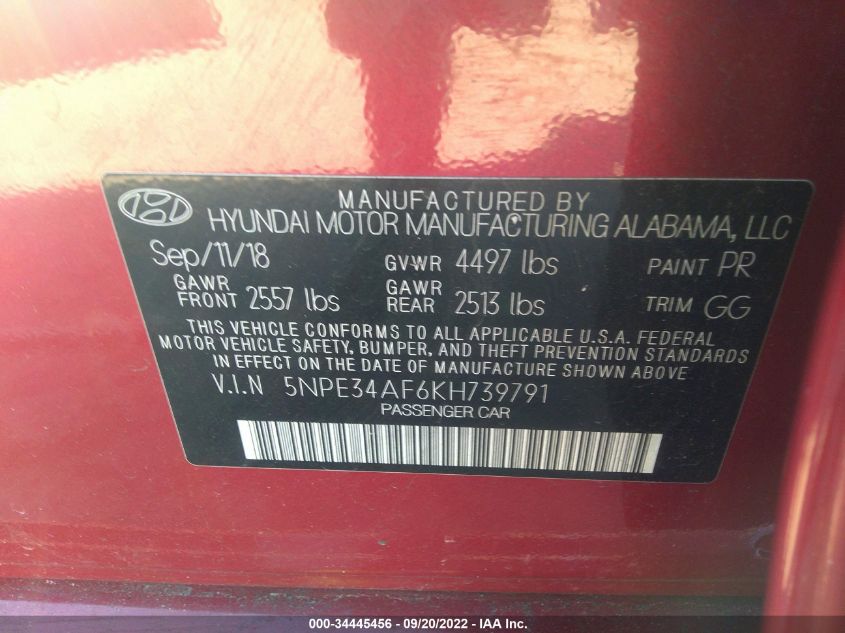 MANUFACTURED BY
HYUNDAI MOTOR MANUFACTURING ALABAMA, LLC
Sep/11/18 GVWR 4497 lbs PAINT PR
GAWR FRONT 2557 lbs GAWR REAR 2513 lbs TRIM GG
THIS VEHICLE CONFORMS TO ALL APPLICABLE U.S.A. FEDERAL
MOTOR VEHICLE SAFETY, BUMPER, AND THEFT PREVENTION STANDARDS
IN EFFECT ON THE DATE OF MANUFACTURE SHOWN ABOVE
V.I.N 5NPE34AF6KH739791
PASSENGER CAR
000-34445456 - 09/20/2022 - IAA Inc.